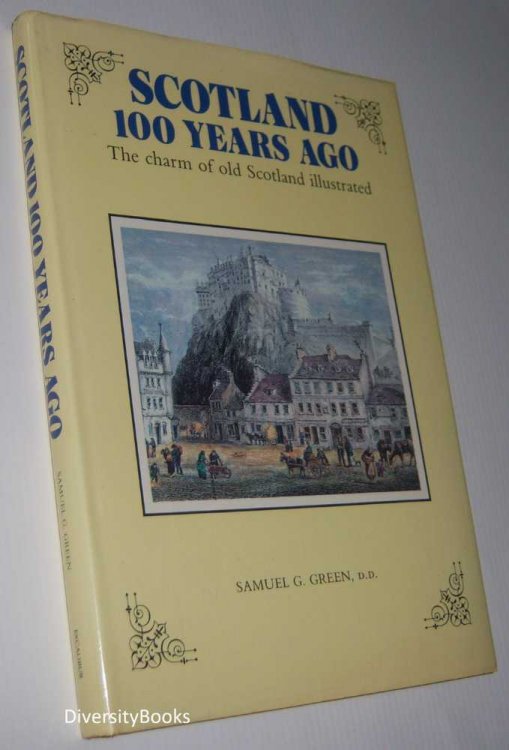 SCOTLAND
100 YEARS AGO
The charm of old Scotland illustrated
SAMUEL G. GREEN, D.D.
SCOTLAND 100 YEARS AGO
SAMUEL G. GREEN
EXCALIBUR
DiversityBooks